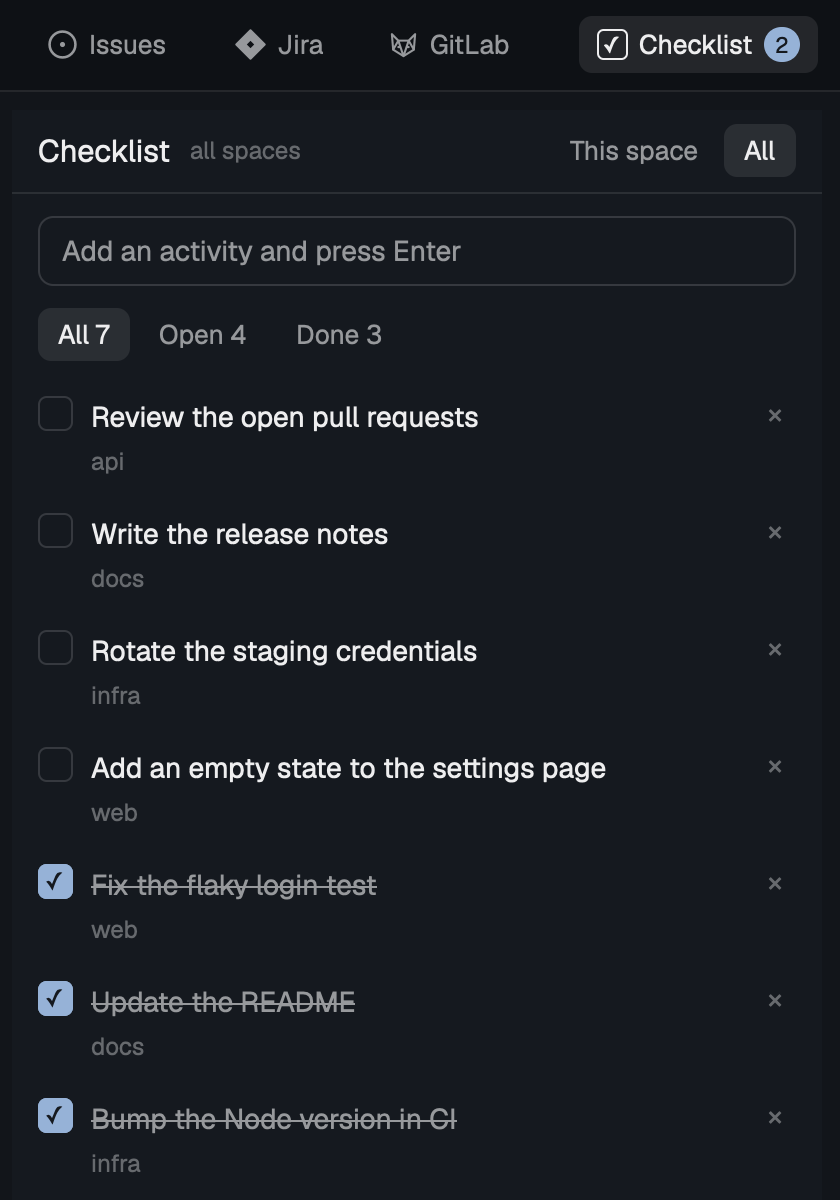 Issues Jira GitLab Checklist 2
Checklist all spaces This space All
Add an activity and press Enter
All 7 Open 4 Done 3
Review the open pull requests
api
Write the release notes
docs
Rotate the staging credentials
infra
Add an empty state to the settings page
web
Fix the flaky login test
web
Update the README
docs
Bump the Node version in CI
infra